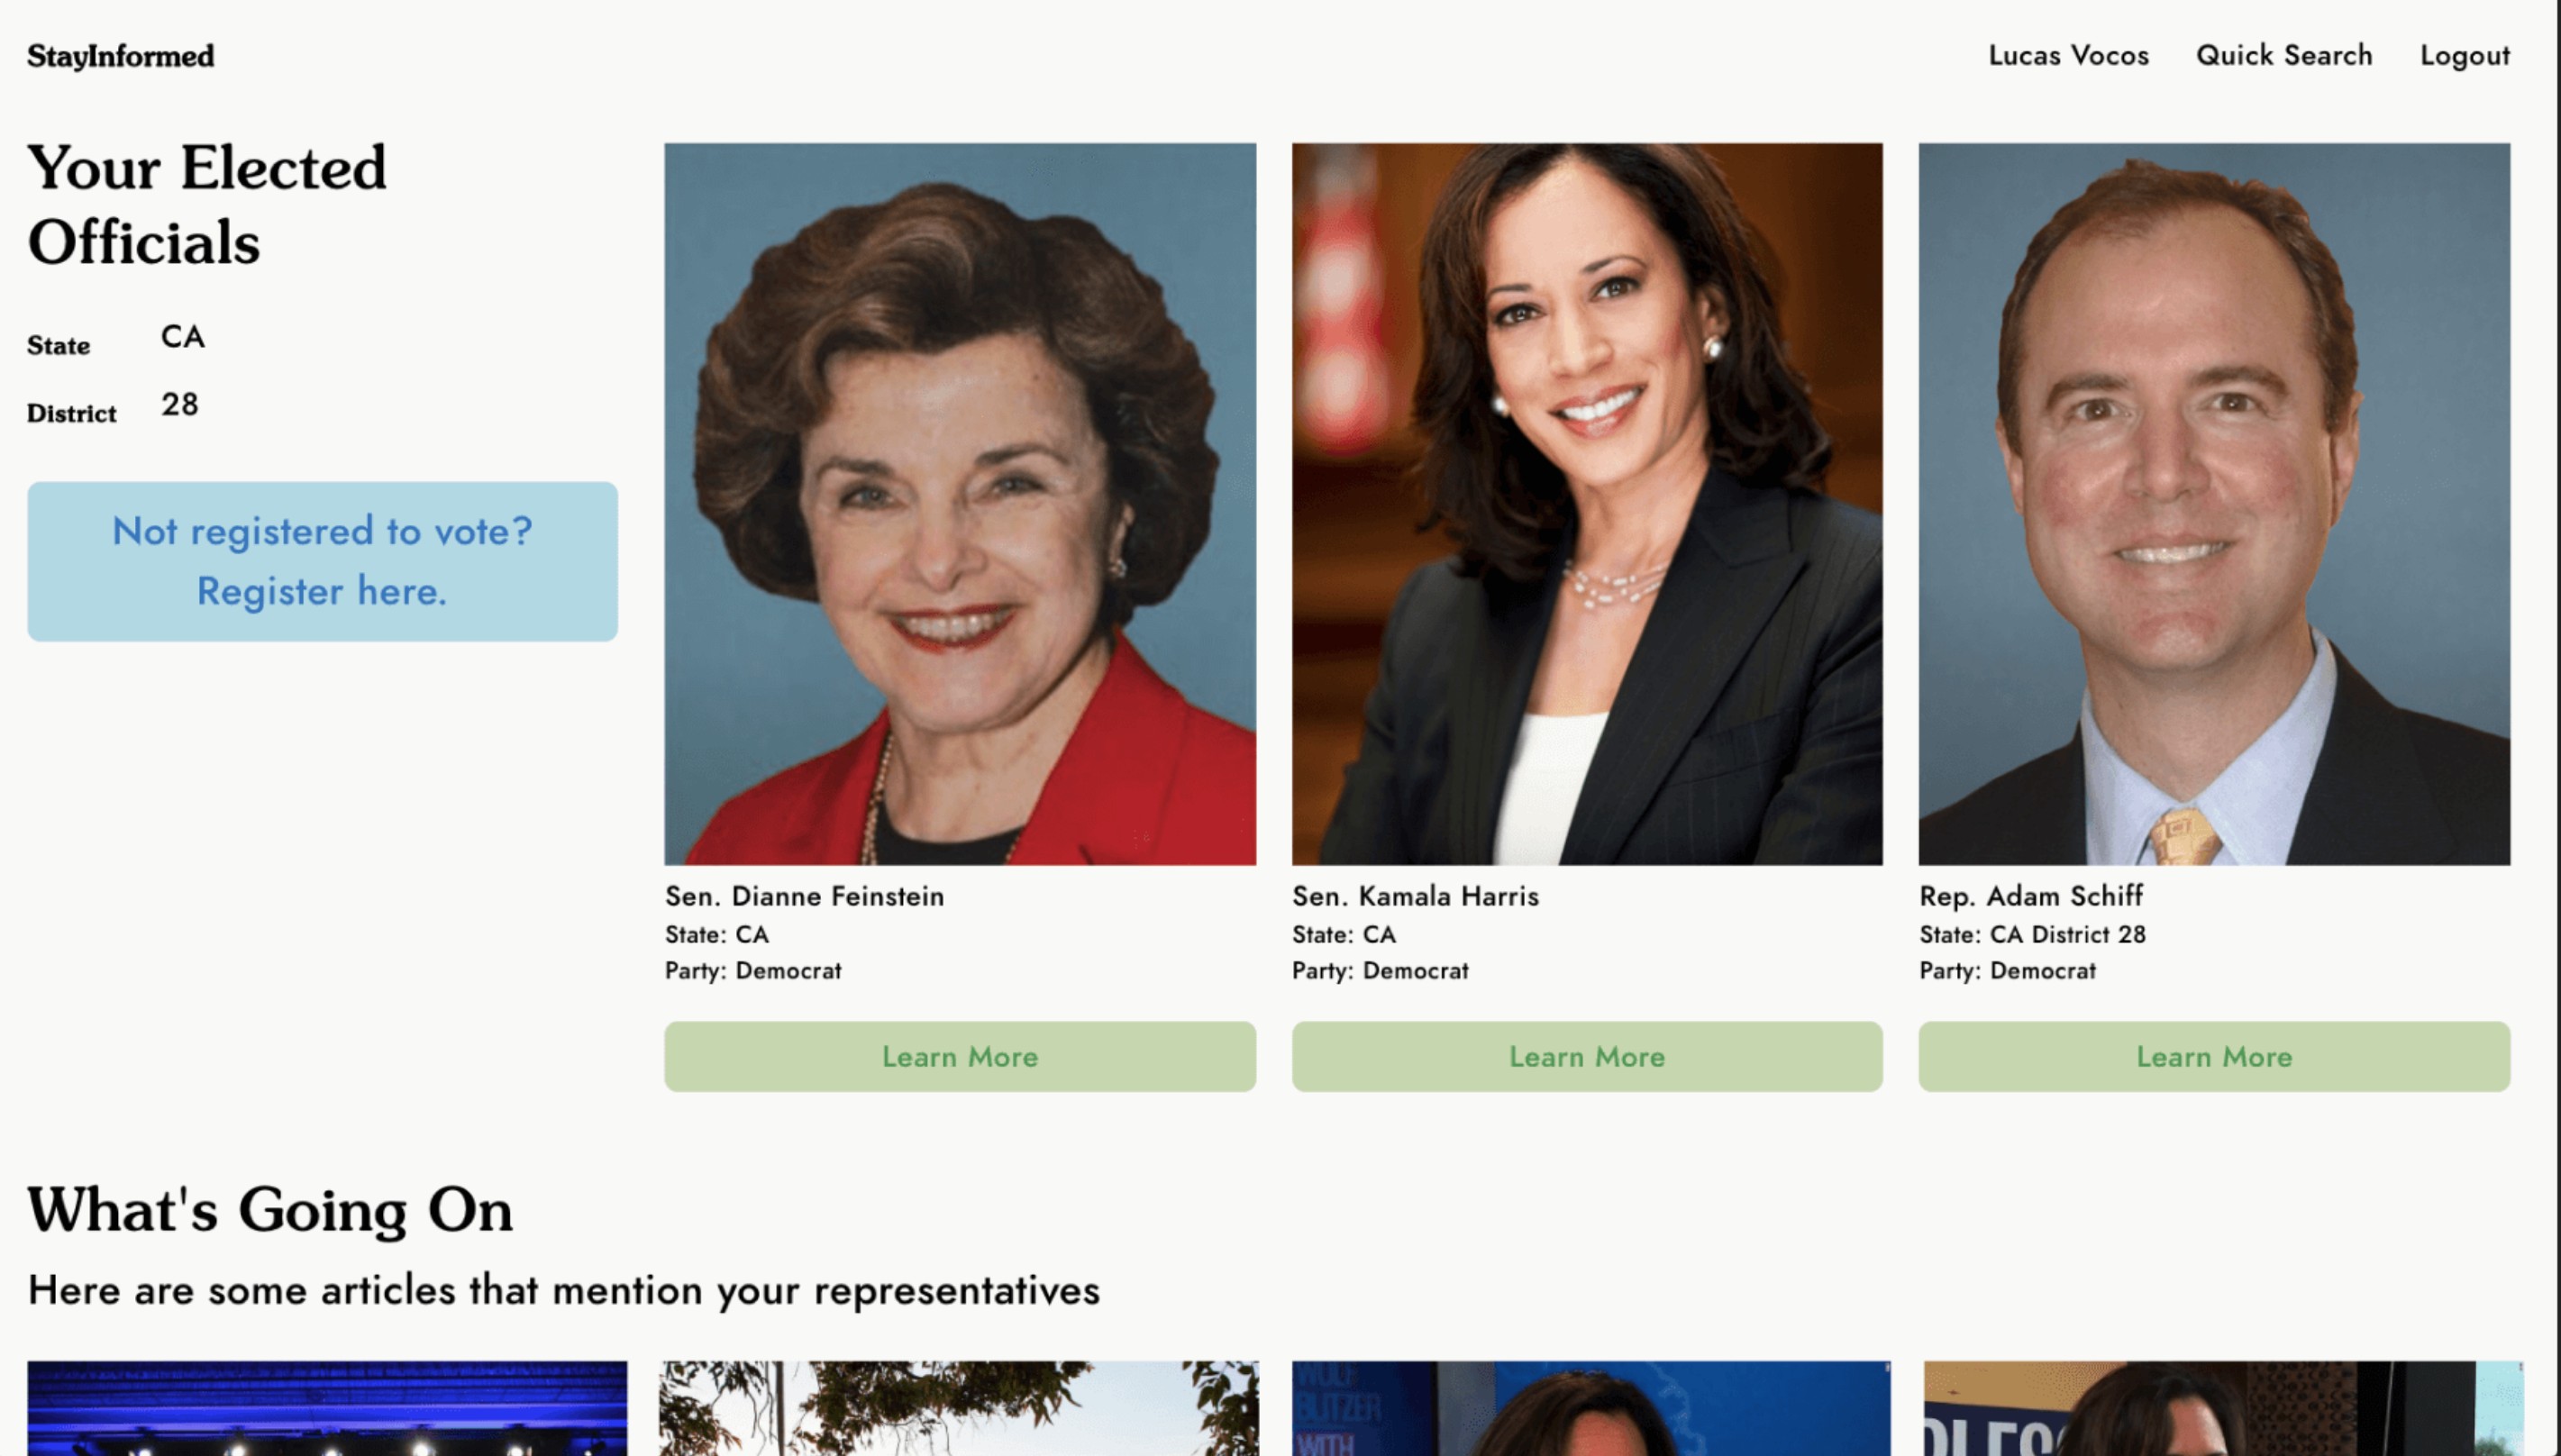 StayInformed
Lucas Vocos Quick Search Logout
Your Elected
Officials
State CA
District 28
Not registered to vote?
Register here.
Sen. Dianne Feinstein
State: CA
Party: Democrat
Learn More
Sen. Kamala Harris
State: CA
Party: Democrat
Learn More
Rep. Adam Schiff
State: CA District 28
Party: Democrat
Learn More
What's Going On
Here are some articles that mention your representatives
WOLF
BLITZER
WITH